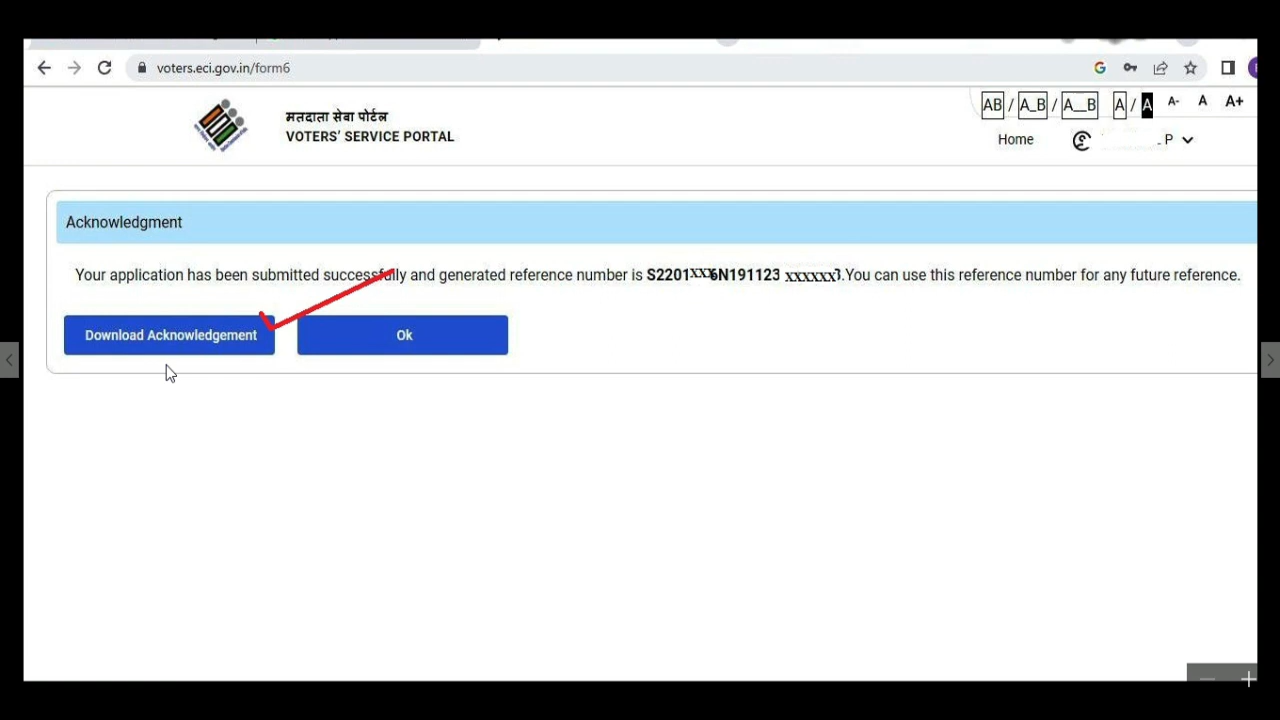 voters.eci.gov.in/form6
AB / A_B / A__B A / A A- A A+
मतदाता सेवा पोर्टल
VOTERS’ SERVICE PORTAL
Home P
Acknowledgment
Your application has been submitted successfully and generated reference number is S2201XXX6N191123 xxxxxx3.You can use this reference number for any future reference.
Download Acknowledgement Ok